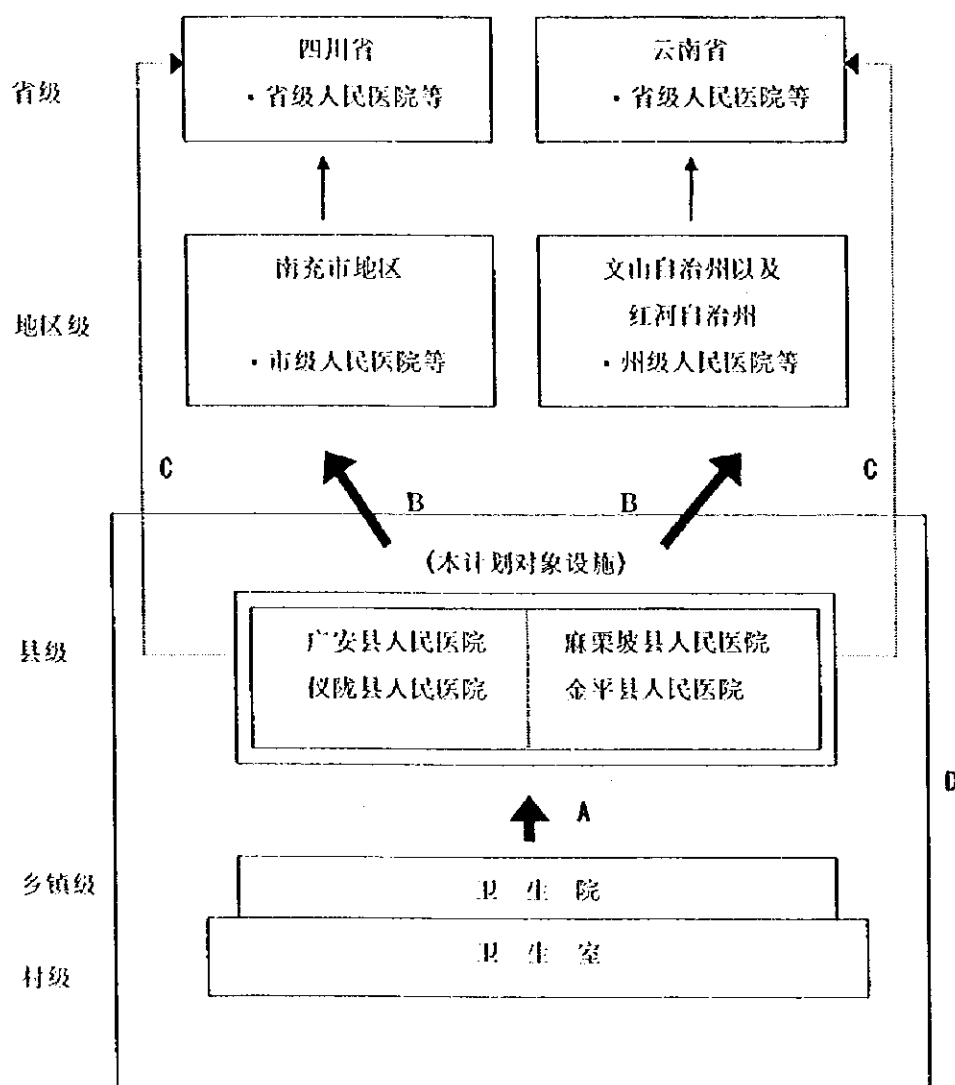 省级
四川省
・省级人民医院等
云南省
・省级人民医院等
地区级
南充市地区
・市级人民医院等
文山自治州以及
红河自治州
・州级人民医院等
C
B
B
C
(本计划对象设施)
县级
广安县人民医院
仪陇县人民医院
麻栗坡县人民医院
金平县人民医院
D
A
乡镇级
卫 生 院
村级
卫 生 室